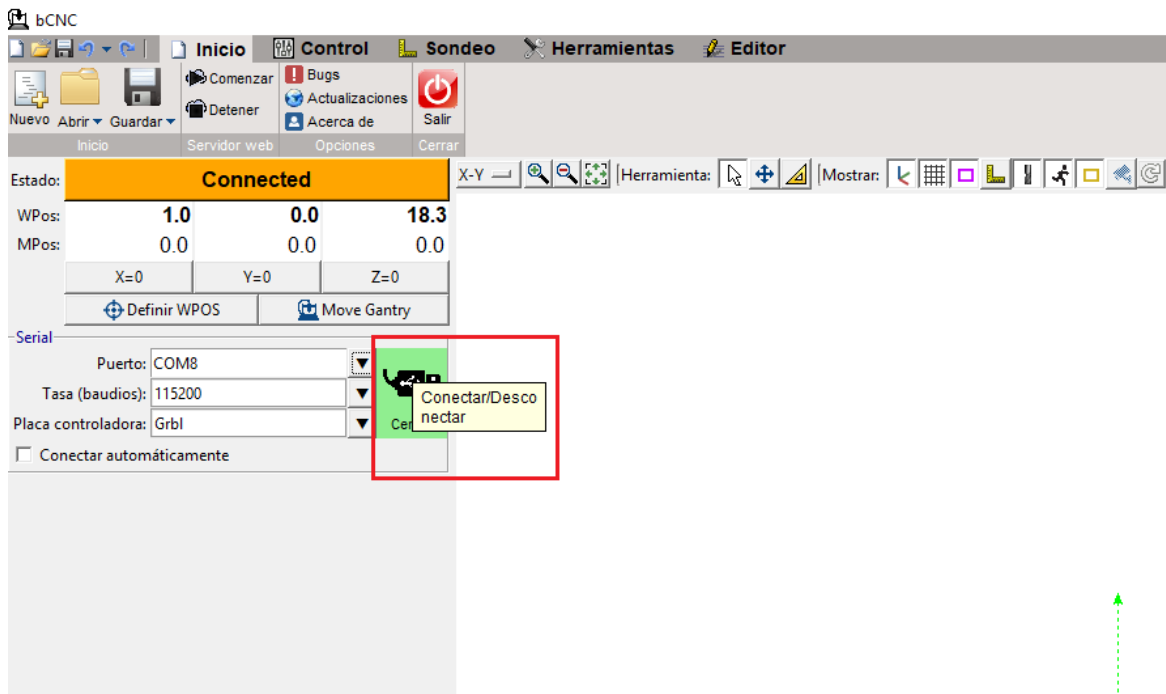 bCNC
Inicio Control Sondeo Herramientas Editor
Nuevo Abrir Guardar Comenzar Detener Bugs Actualizaciones Acerca de Salir
Inicio Servidor web Opciones Cerrar
Estado: Connected X-Y [Herramienta: [Mostrar:
WPos: 1.0 0.0 18.3
MPos: 0.0 0.0 0.0
X=0 Y=0 Z=0
Definir WPOS Move Gantry
Serial
Puerto: COM8
Tasa (baudios): 115200
Placa controladora: Grbl
Conectar/Desco
nectar
Conectar automáticamente